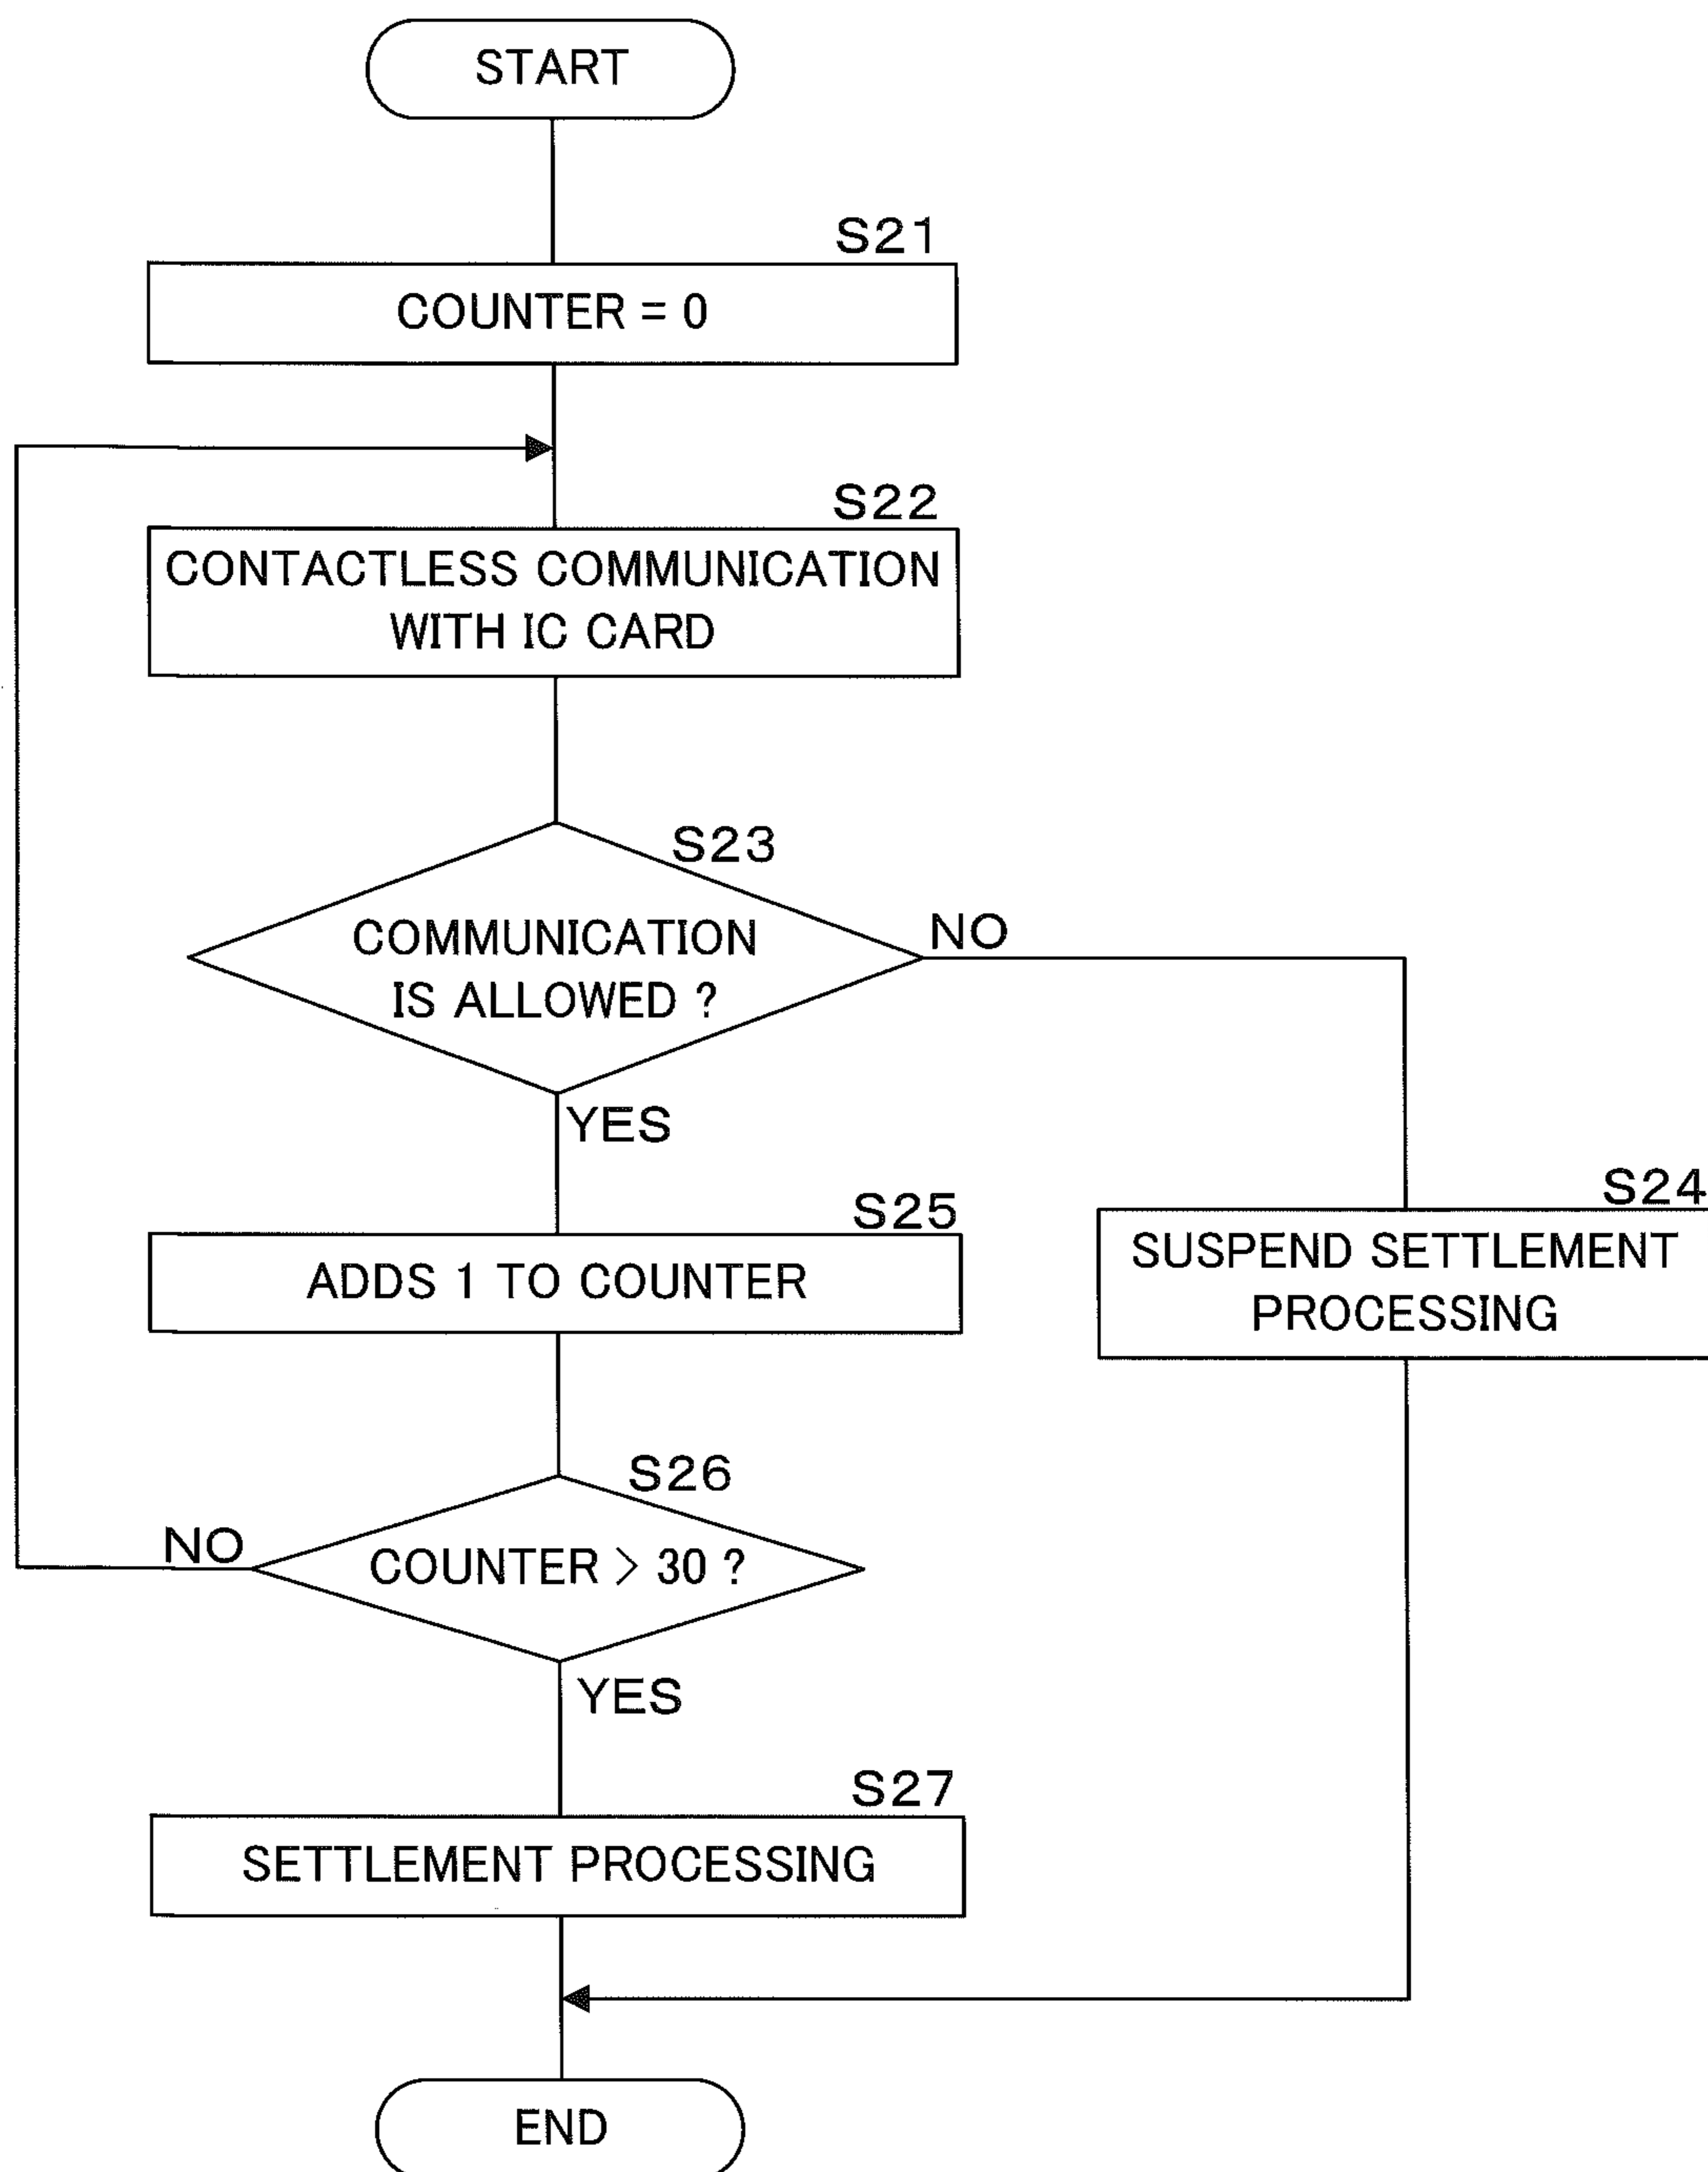 START
S21
COUNTER = 0
S22
CONTACTLESS COMMUNICATION
WITH IC CARD
S23
COMMUNICATION
IS ALLOWED ?
NO
YES
S24
SUSPEND SETTLEMENT
PROCESSING
S25
ADDS 1 TO COUNTER
S26
COUNTER > 30 ?
NO
YES
S27
SETTLEMENT PROCESSING
END